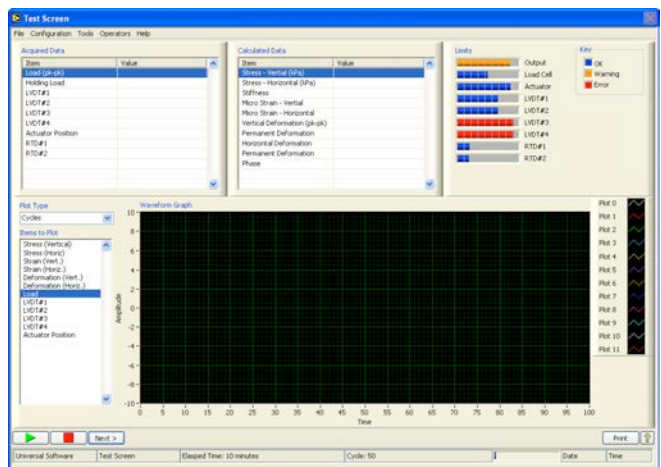 Test Screen
File Configuration Tools Operators Help
Acquired Data
Item Value
Load (pk-pk)
Holding Load
LVDT#1
LVDT#2
LVDT#3
LVDT#4
Actuator Position
RTD#1
RTD#2
Calculated Data
Item Value
Stress - Vertial (kPa)
Stress - Horizontal (kPa)
Stiffness
Micro Strain - Vertial
Micro Strain - Horizontal
Vertical Deformation (pk-pk)
Permanent Deformation
Horizontal Deformation
Permanent Deformation
Phase
Limits
Output
Load Cell
Actuator
LVDT#1
LVDT#2
LVDT#3
LVDT#4
RTD#1
RTD#2
Key
OK
Warning
Error
Plot Type
Cycles
Items to Plot
Stress (Vertical)
Stress (Horiz)
Strain (Vert.)
Strain (Horiz.)
Deformation (Vert.)
Deformation (Horiz.)
Load
LVDT#1
LVDT#2
LVDT#3
LVDT#4
Actuator Position
Waveform Graph
Amplitude
10
8
6
4
2
0
-2
-4
-6
-8
-10
0 5 10 15 20 25 30 35 40 45 50 55 60 65 70 75 80 85 90 95 100
Time
Plot 0
Plot 1
Plot 2
Plot 3
Plot 4
Plot 5
Plot 6
Plot 7
Plot 8
Plot 9
Plot 10
Plot 11
Next >
Print
?
Universal Software Test Screen Elasped Time: 10 minutes Cycle: 50 Date Time